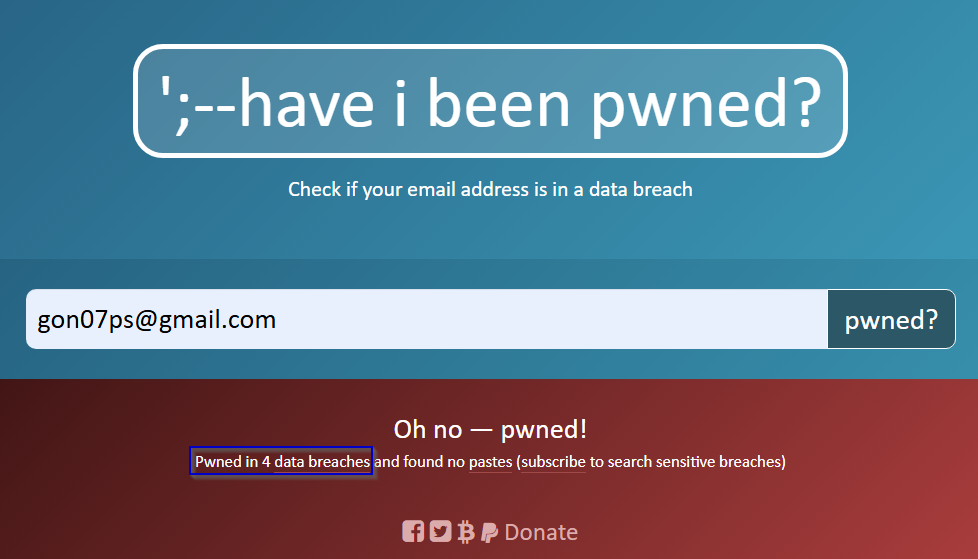 ';--have i been pwned?
Check if your email address is in a data breach
gon07ps@gmail.com
pwned?
Oh no — pwned!
Pwned in 4 data breaches and found no pastes (subscribe to search sensitive breaches)
Donate